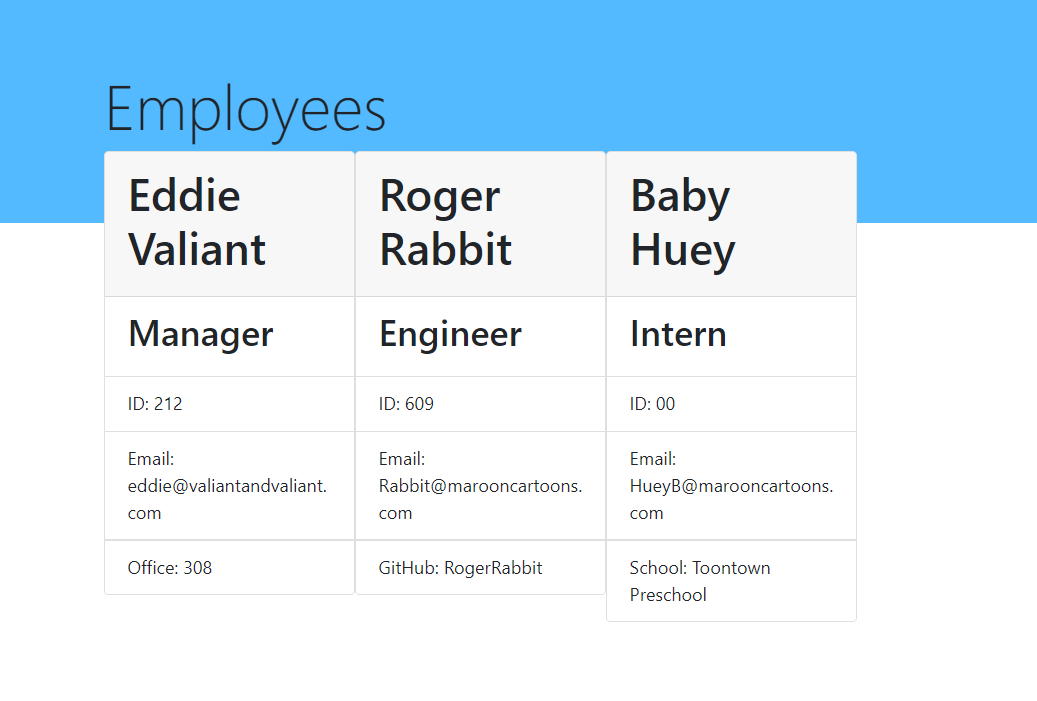 Employees
Eddie
Valiant
Manager
ID: 212
Email:
eddie@valiantandvaliant.
com
Office: 308
Roger
Rabbit
Engineer
ID: 609
Email:
Rabbit@marooncartoons.
com
GitHub: RogerRabbit
Baby
Huey
Intern
ID: 00
Email:
HueyB@marooncartoons.
com
School: Toontown
Preschool